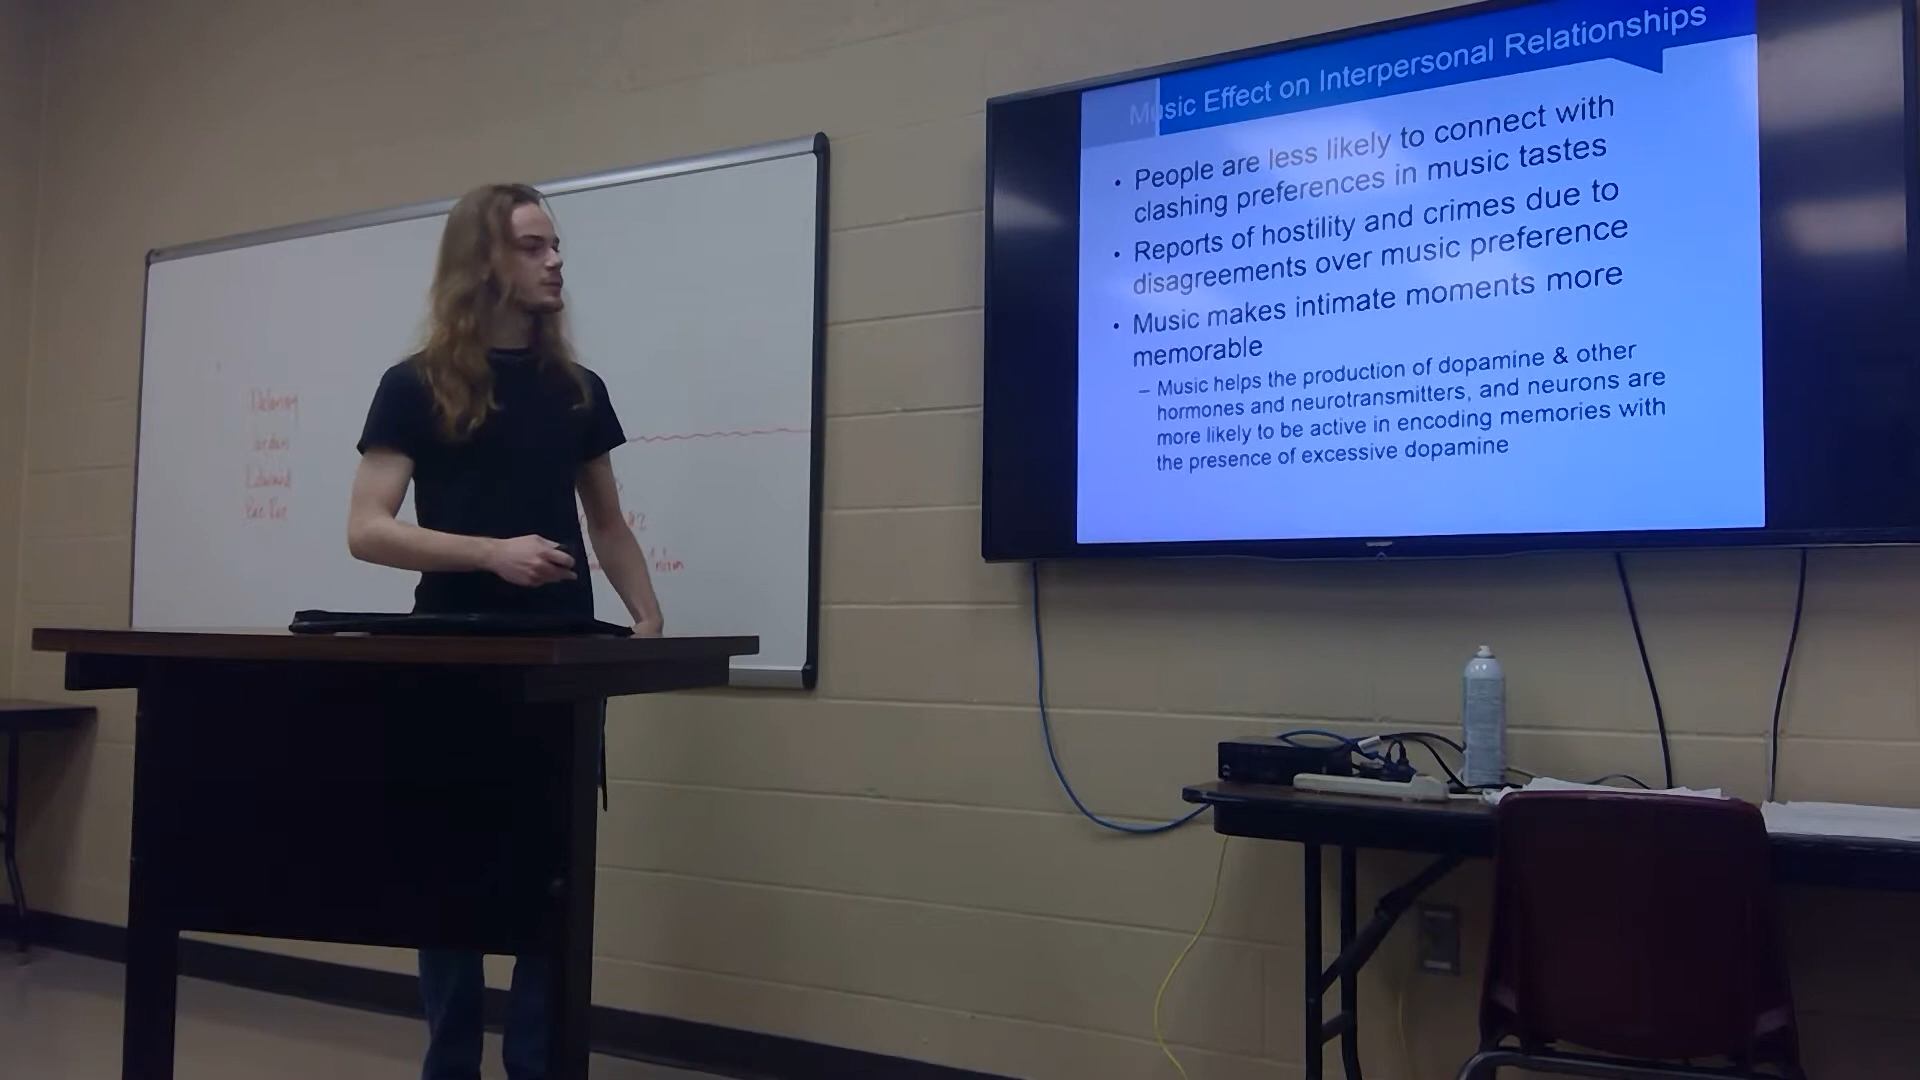 Music Effect on Interpersonal Relationships
• People are less likely to connect with
clashing preferences in music tastes
• Reports of hostility and crimes due to
disagreements over music preference
• Music makes intimate moments more
memorable
– Music helps the production of dopamine & other
hormones and neurotransmitters, and neurons are
more likely to be active in encoding memories with
the presence of excessive dopamine
Jordan
Edward
#2